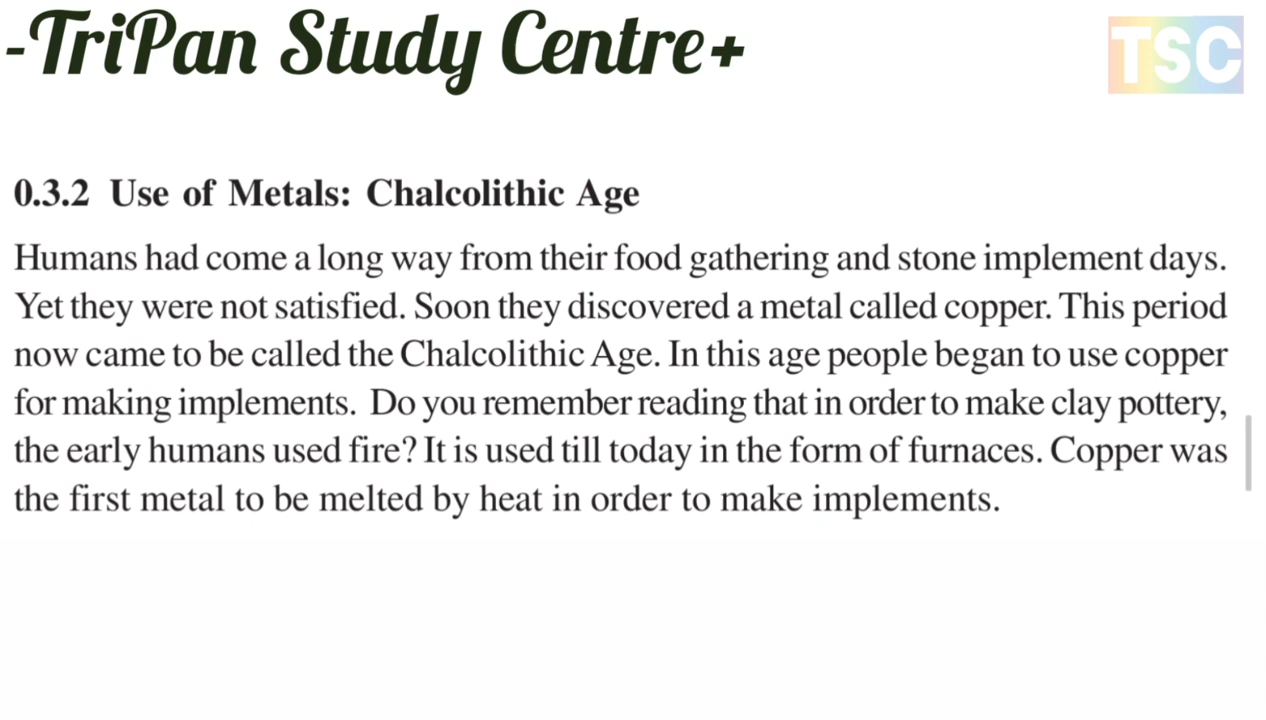 -TriPan Study Centre+
TSC
0.3.2 Use of Metals: Chalcolithic Age
Humans had come a long way from their food gathering and stone implement days.
Yet they were not satisfied. Soon they discovered a metal called copper. This period
now came to be called the Chalcolithic Age. In this age people began to use copper
for making implements. Do you remember reading that in order to make clay pottery,
the early humans used fire? It is used till today in the form of furnaces. Copper was
the first metal to be melted by heat in order to make implements.